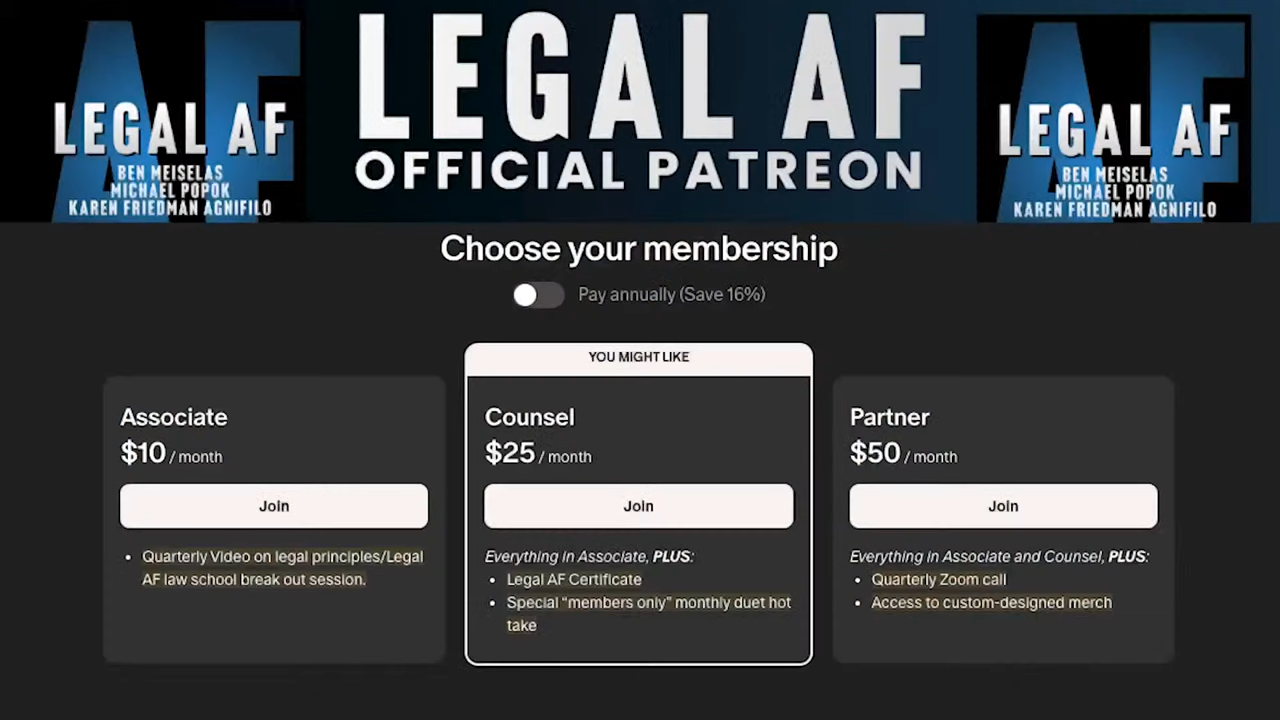 LEGAL AF
BEN MEISELAS
MICHAEL POPOK
KAREN FRIEDMAN AGNIFILO
LEGAL AF
OFFICIAL PATREON
LEGAL AF
BEN MEISELAS
MICHAEL POPOK
KAREN FRIEDMAN AGNIFILO
Choose your membership
Pay annually (Save 16%)
Associate
$10 / month
Join
• Quarterly Video on legal principles/Legal
AF law school break out session.
YOU MIGHT LIKE
Counsel
$25 / month
Join
Everything in Associate, PLUS:
• Legal AF Certificate
• Special “members only” monthly duet hot
take
Partner
$50 / month
Join
Everything in Associate and Counsel, PLUS:
• Quarterly Zoom call
• Access to custom-designed merch